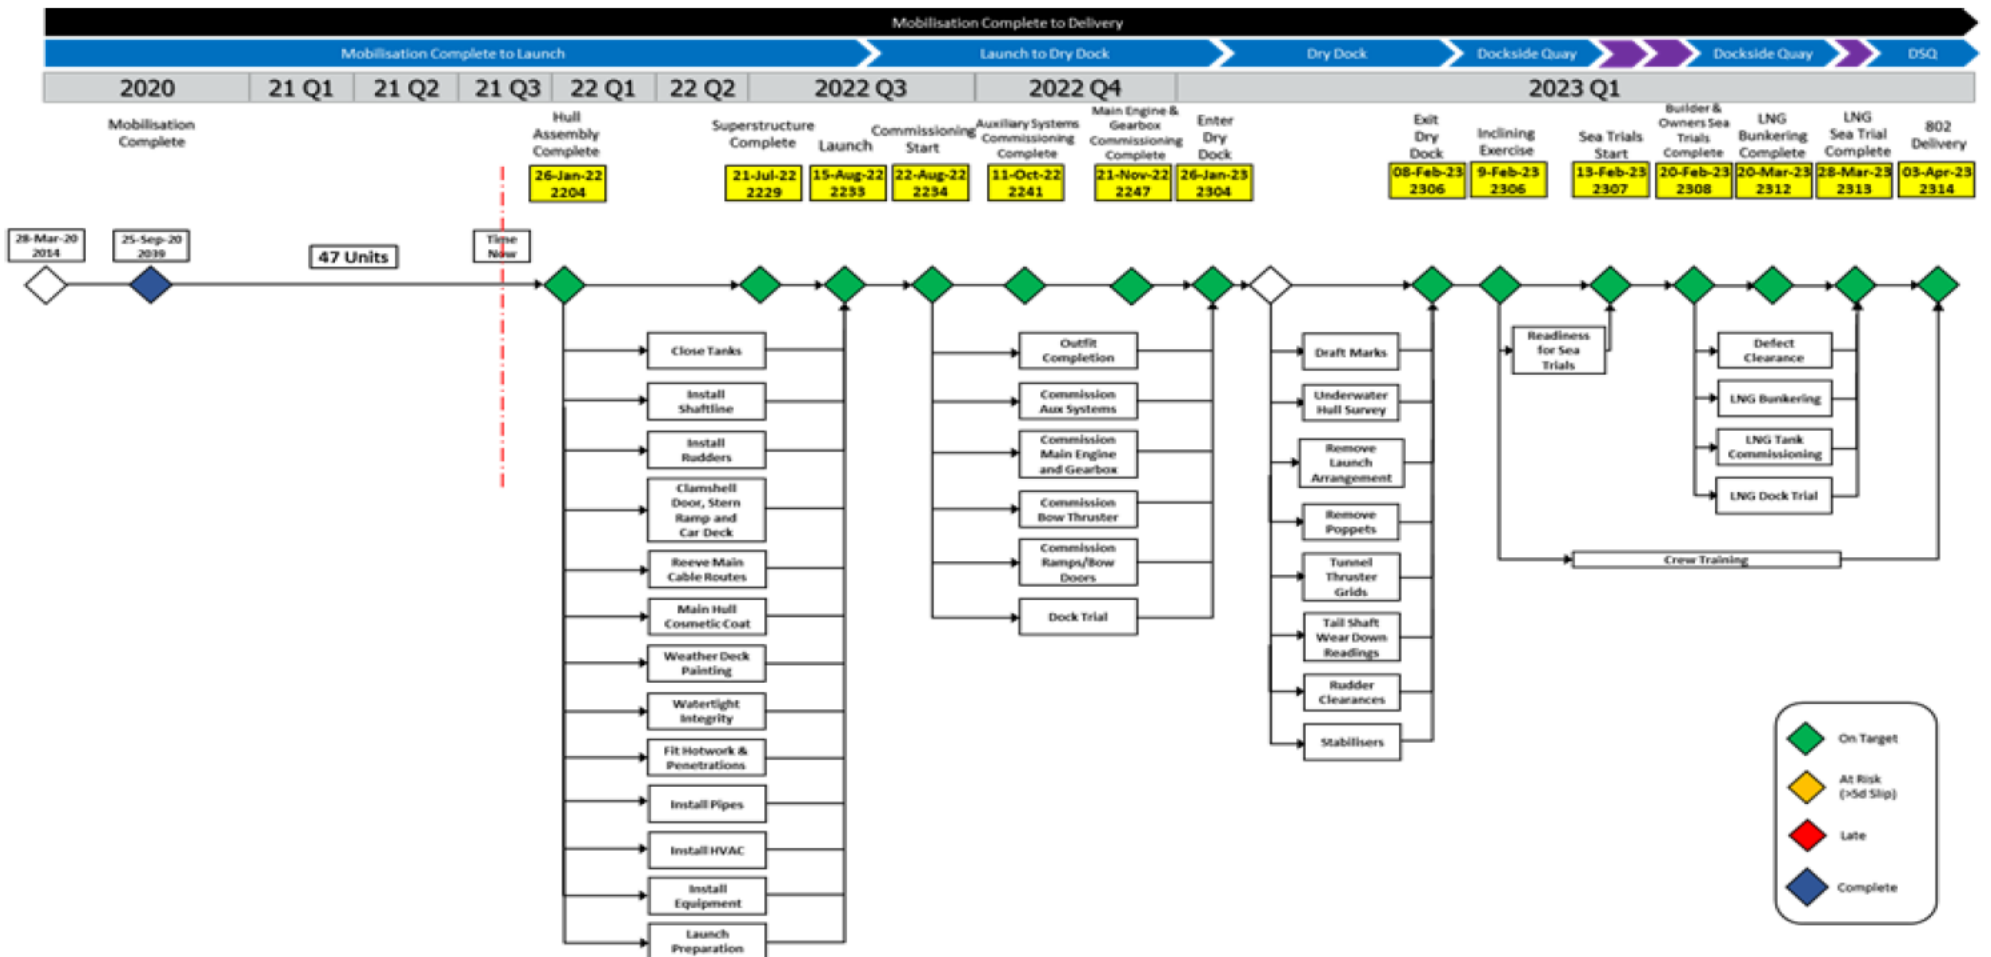 Mobilisation Complete to Delivery
Mobilisation Complete to Launch
Launch to Dry Dock
Dry Dock
Dockside Quay
Dockside Quay
DSQ
2020
21 Q1
21 Q2
21 Q3
22 Q1
22 Q2
2022 Q3
2022 Q4
2023 Q1
Mobilisation
Complete
Hull
Assembly
Complete
Superstructure
Complete
Launch
Commissioning
Start
Auxiliary Systems
Commissioning
Complete
Main Engine &
Gearbox
Commissioning
Complete
Enter
Dry
Dock
Exit
Dry
Dock
Inclining
Exercise
Sea Trials
Start
Builder &
Owners Sea
Trials
Complete
LNG
Bunkering
Complete
LNG
Sea Trial
Complete
802
Delivery
26-Jan-22
2204
21-Jul-22
2229
15-Aug-22
2233
22-Aug-22
2234
11-Oct-22
2241
21-Nov-22
2247
26-Jan-23
2304
08-Feb-23
2306
9-Feb-23
2306
13-Feb-23
2307
20-Feb-23
2308
20-Mar-23
2312
28-Mar-23
2313
03-Apr-23
2314
28-Mar-20
2014
25-Sep-20
2039
47 Units
Time
Now
Close Tanks
Install
Shaftline
Install
Rudders
Clamshell
Door, Stern
Ramp and
Car Deck
Reeve Main
Cable Routes
Main Hull
Cosmetic Coat
Weather Deck
Painting
Watertight
Integrity
Fit Hotwork &
Penetrations
Install Pipes
Install HVAC
Install
Equipment
Launch
Preparation
Outfit
Completion
Commission
Aux Systems
Commission
Main Engine
and Gearbox
Commission
Bow Thruster
Commission
Ramps/Bow
Doors
Dock Trial
Draft Marks
Underwater
Hull Survey
Remove
Launch
Arrangement
Remove
Poppets
Tunnel
Thruster
Grids
Tail Shaft
Wear Down
Readings
Rudder
Clearances
Stabilisers
Readiness
for Sea
Trials
Defect
Clearance
LNG Bunkering
LNG Tank
Commissioning
LNG Dock Trial
Crew Training
On Target
At Risk
(>5d Slip)
Late
Complete